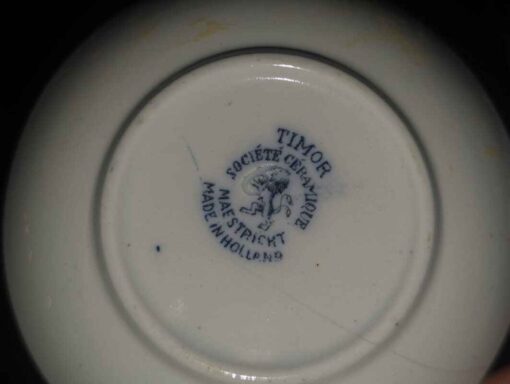 TIMOR
SOCIÉTÉ CÉRAMIQUE
MAESTRICHT
MADE IN HOLLAND